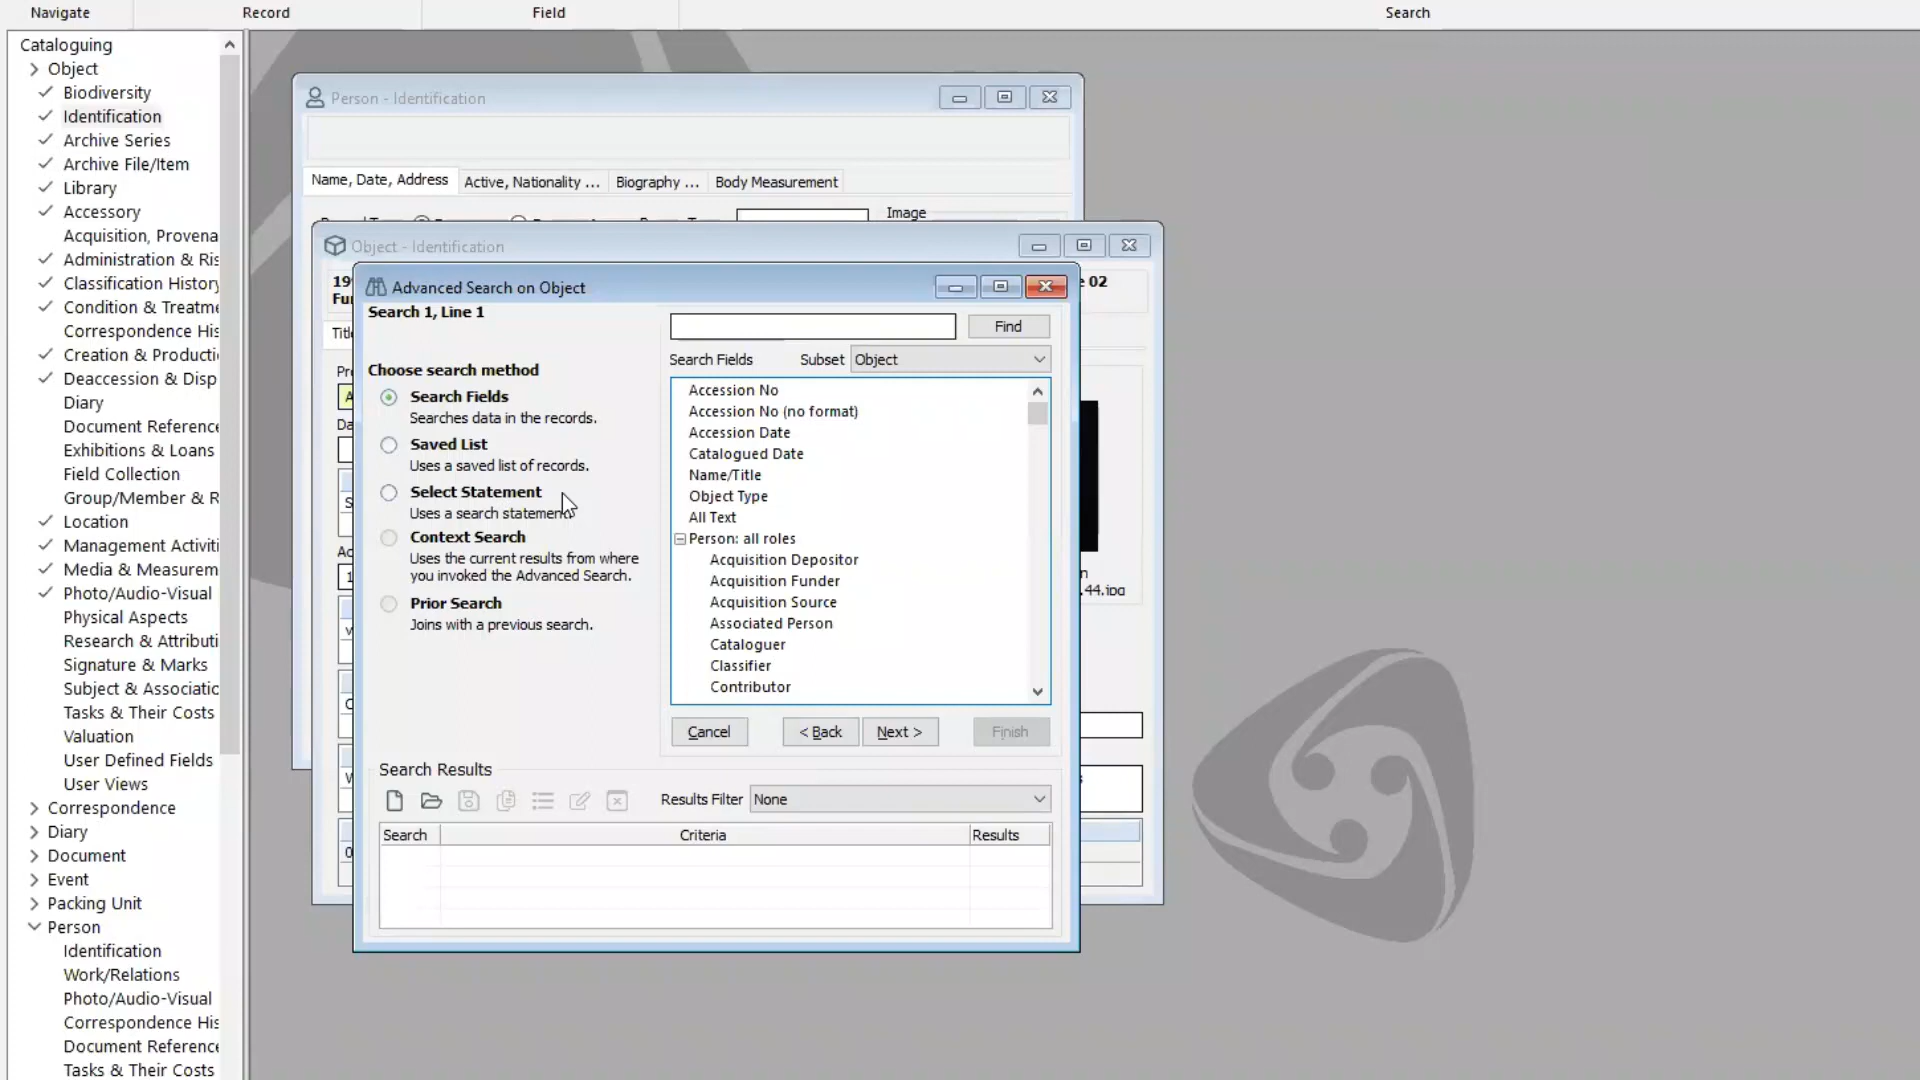 Navigate
Record
Field
Search
Cataloguing
Object
Biodiversity
Identification
Archive Series
Archive File/Item
Library
Accessory
Acquisition, Provena
Administration & Ris
Classification History
Condition & Treatme
Correspondence His
Creation & Producti
Deaccession & Disp
Diary
Document Reference
Exhibitions & Loans
Field Collection
Group/Member & R
Location
Management Activiti
Media & Measurem
Photo/Audio-Visual
Physical Aspects
Research & Attributi
Signature & Marks
Subject & Associatic
Tasks & Their Costs
Valuation
User Defined Fields
User Views
Correspondence
Diary
Document
Event
Packing Unit
Person
Identification
Work/Relations
Photo/Audio-Visual
Correspondence His
Document Reference
Tasks & Their Costs
Person - Identification
Name, Date, Address
Active, Nationality ...
Biography ...
Body Measurement
Image
Object - Identification
e 02
.44.jpg
Advanced Search on Object
Search 1, Line 1
Choose search method
Search Fields
Searches data in the records.
Saved List
Uses a saved list of records.
Select Statement
Uses a search statement.
Context Search
Uses the current results from where
you invoked the Advanced Search.
Prior Search
Joins with a previous search.
Find
Search Fields
Subset
Object
Accession No
Accession No (no format)
Accession Date
Catalogued Date
Name/Title
Object Type
All Text
Person: all roles
Acquisition Depositor
Acquisition Funder
Acquisition Source
Associated Person
Cataloguer
Classifier
Contributor
Cancel
< Back
Next >
Finish
Search Results
Results Filter
None
Search
Criteria
Results